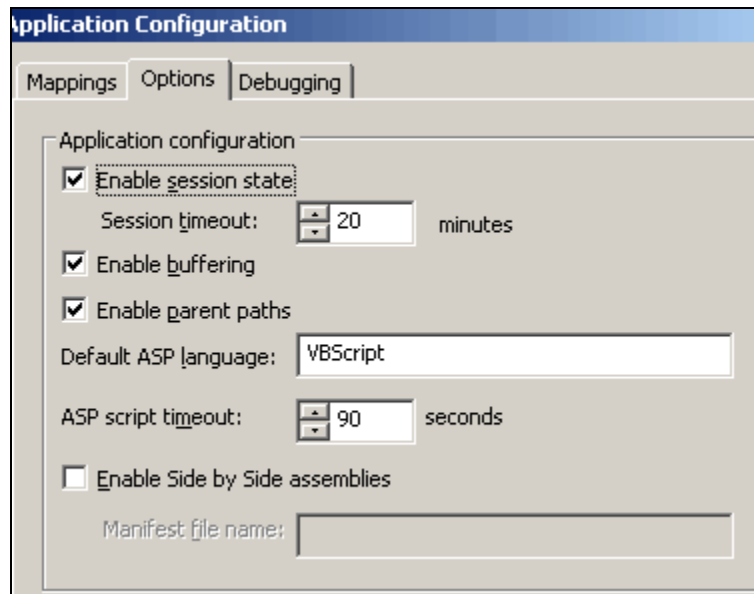 Application Configuration
Mappings Options Debugging
Application configuration
Enable session state
Session timeout: 20 minutes
Enable buffering
Enable parent paths
Default ASP language: VBScript
ASP script timeout: 90 seconds
Enable Side by Side assemblies
Manifest file name: